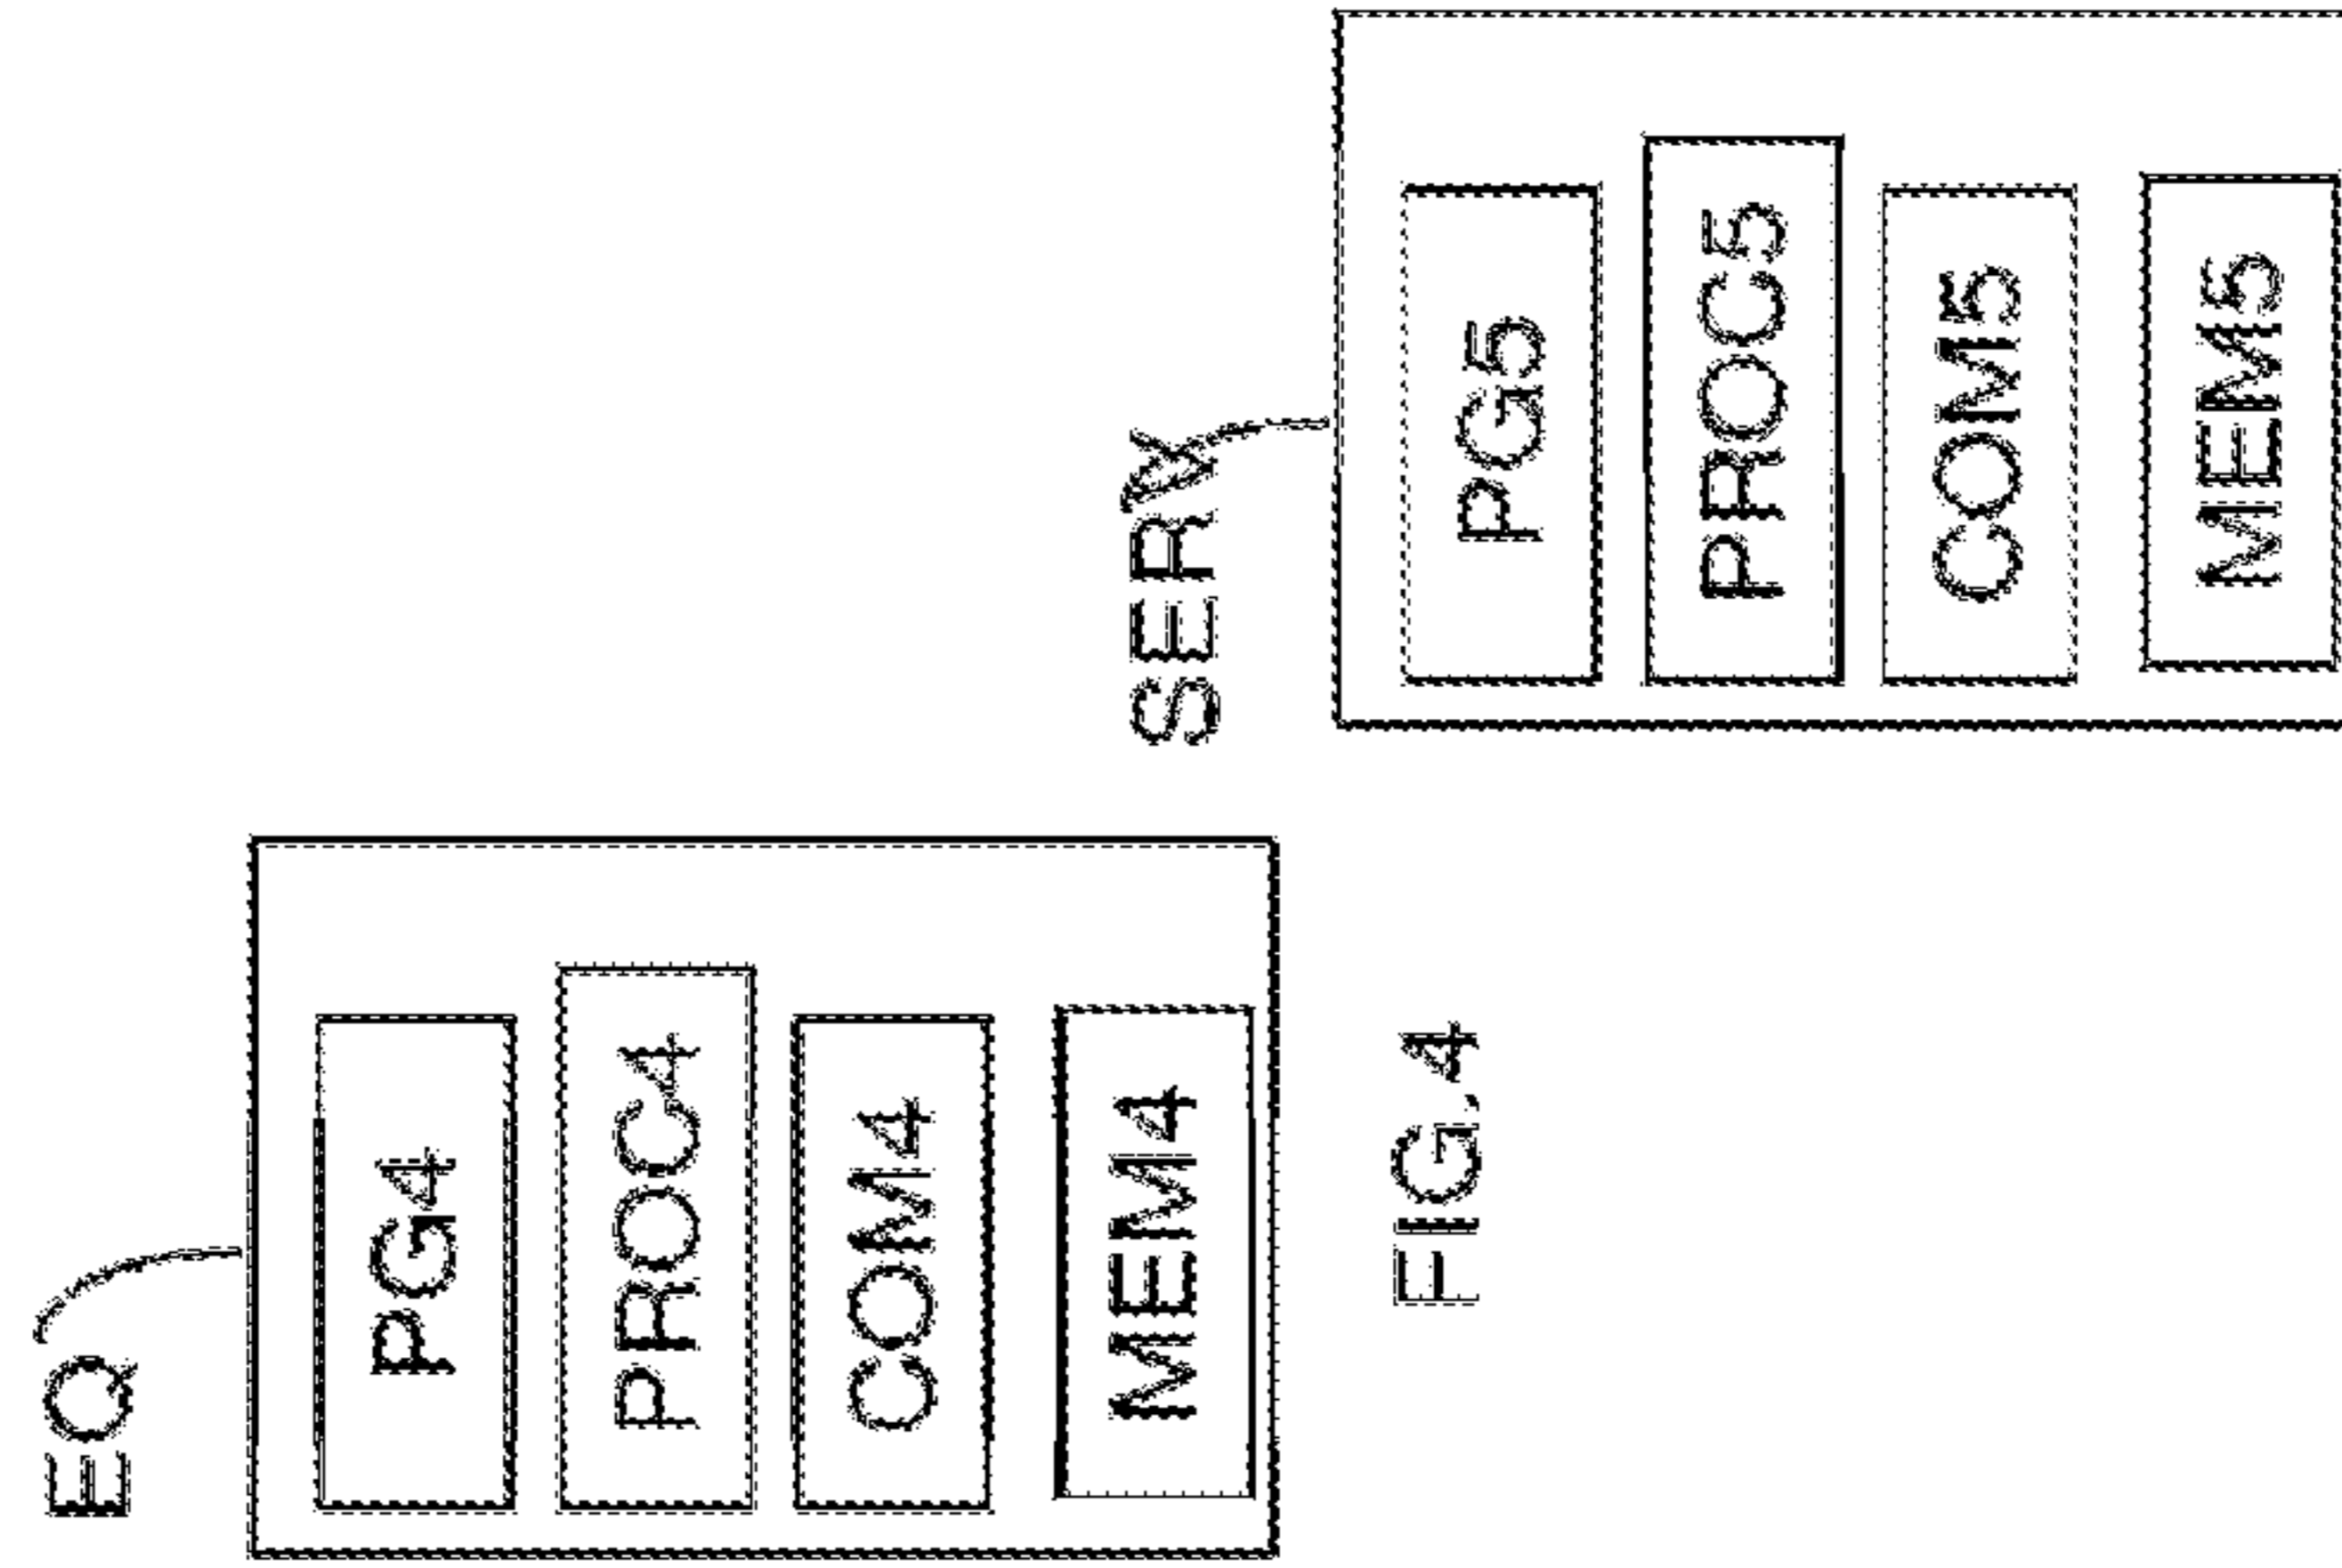 EQ
PG4
PROC4
COM4
MEM4
FIG.4
SERV
PG5
PROC5
COM5
MEM5